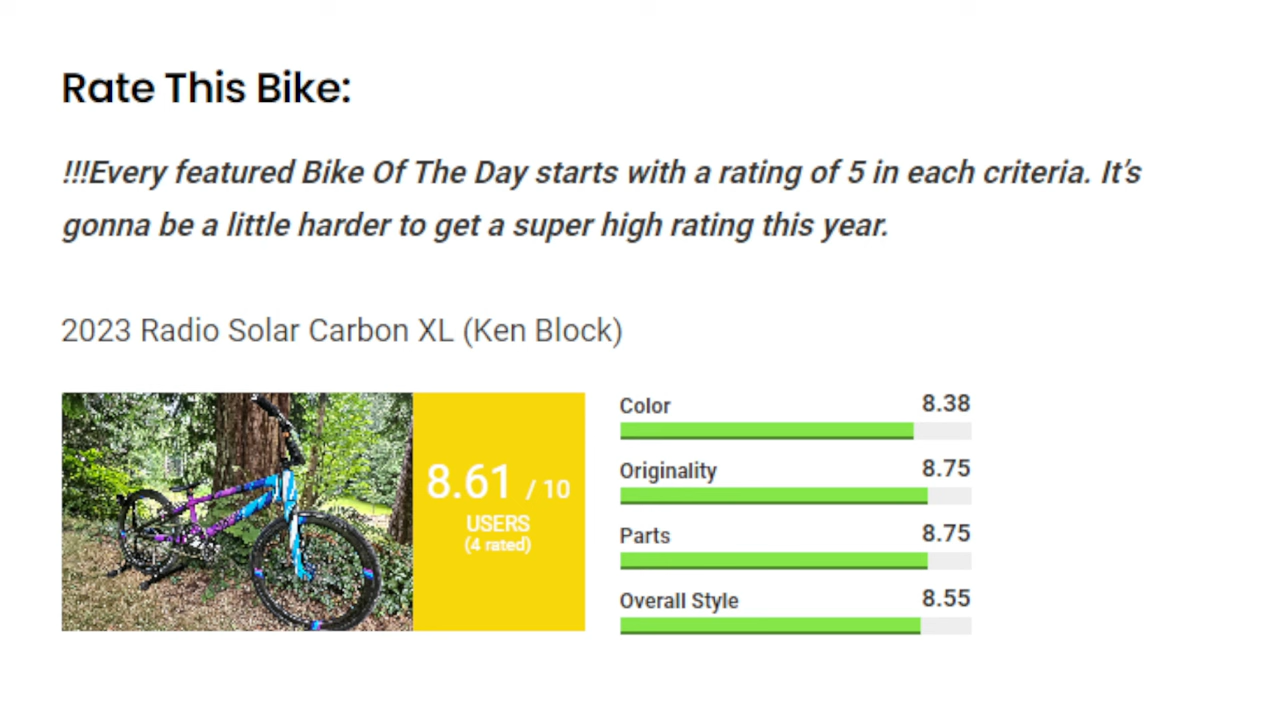 Rate This Bike:
!!!Every featured Bike Of The Day starts with a rating of 5 in each criteria. It's
gonna be a little harder to get a super high rating this year.
2023 Radio Solar Carbon XL (Ken Block)
8.61 / 10
USERS
(4 rated)
Color 8.38
Originality 8.75
Parts 8.75
Overall Style 8.55